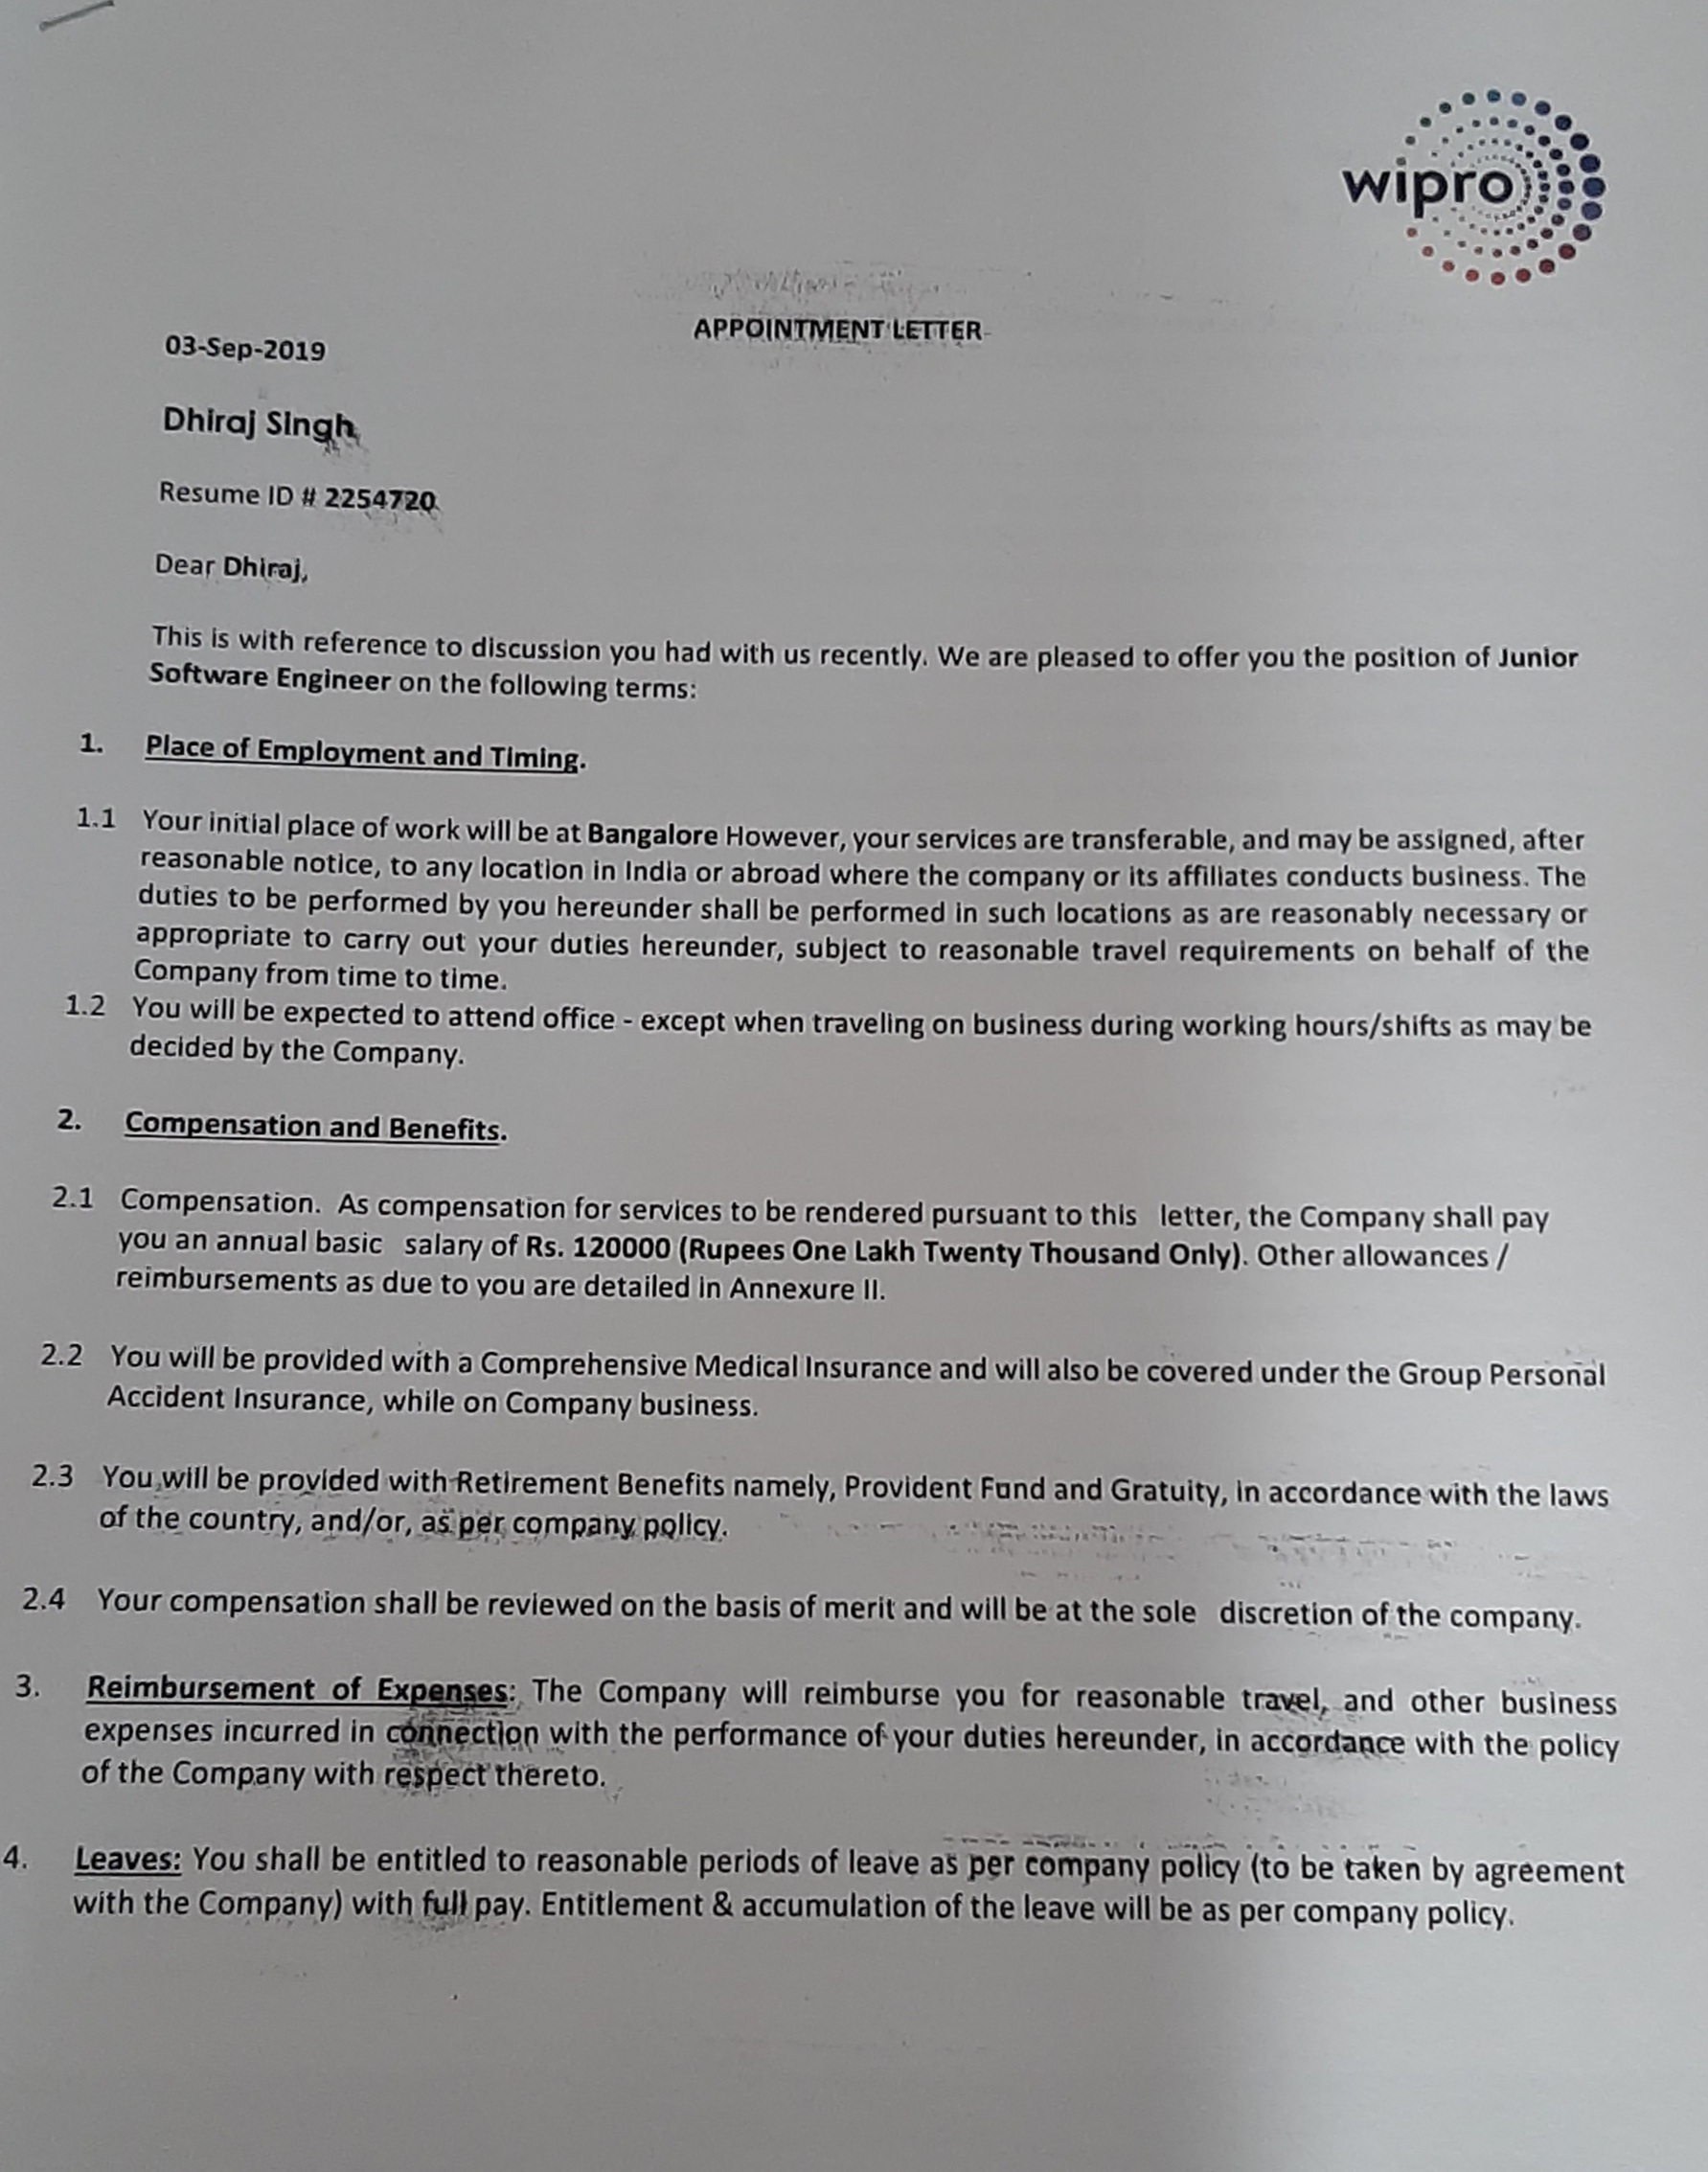 wipro
APPOINTMENT LETTER
03-Sep-2019
Dhiraj Singh
Resume ID # 2254720
Dear Dhiraj,
This is with reference to discussion you had with us recently. We are pleased to offer you the position of Junior
Software Engineer on the following terms:
1. Place of Employment and Timing.
1.1 Your initial place of work will be at Bangalore However, your services are transferable, and may be assigned, after
reasonable notice, to any location in India or abroad where the company or its affiliates conducts business. The
duties to be performed by you hereunder shall be performed in such locations as are reasonably necessary or
appropriate to carry out your duties hereunder, subject to reasonable travel requirements on behalf of the
Company from time to time.
1.2 You will be expected to attend office - except when traveling on business during working hours/shifts as may be
decided by the Company.
2. Compensation and Benefits.
2.1 Compensation. As compensation for services to be rendered pursuant to this letter, the Company shall pay
you an annual basic salary of Rs. 120000 (Rupees One Lakh Twenty Thousand Only). Other allowances /
reimbursements as due to you are detailed in Annexure II.
2.2 You will be provided with a Comprehensive Medical Insurance and will also be covered under the Group Personal
Accident Insurance, while on Company business.
2.3 You will be provided with Retirement Benefits namely, Provident Fund and Gratuity, in accordance with the laws
of the country, and/or, as per company policy.
2.4 Your compensation shall be reviewed on the basis of merit and will be at the sole discretion of the company.
3. Reimbursement of Expenses: The Company will reimburse you for reasonable travel, and other business
expenses incurred in connection with the performance of your duties hereunder, in accordance with the policy
of the Company with respect thereto.
4. Leaves: You shall be entitled to reasonable periods of leave as per company policy (to be taken by agreement
with the Company) with full pay. Entitlement & accumulation of the leave will be as per company policy.